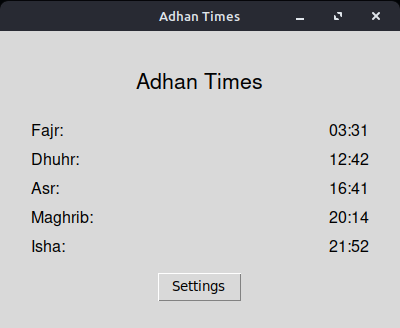 Adhan Times
Adhan Times
Fajr: 03:31
Dhuhr: 12:42
Asr: 16:41
Maghrib: 20:14
Isha: 21:52
Settings